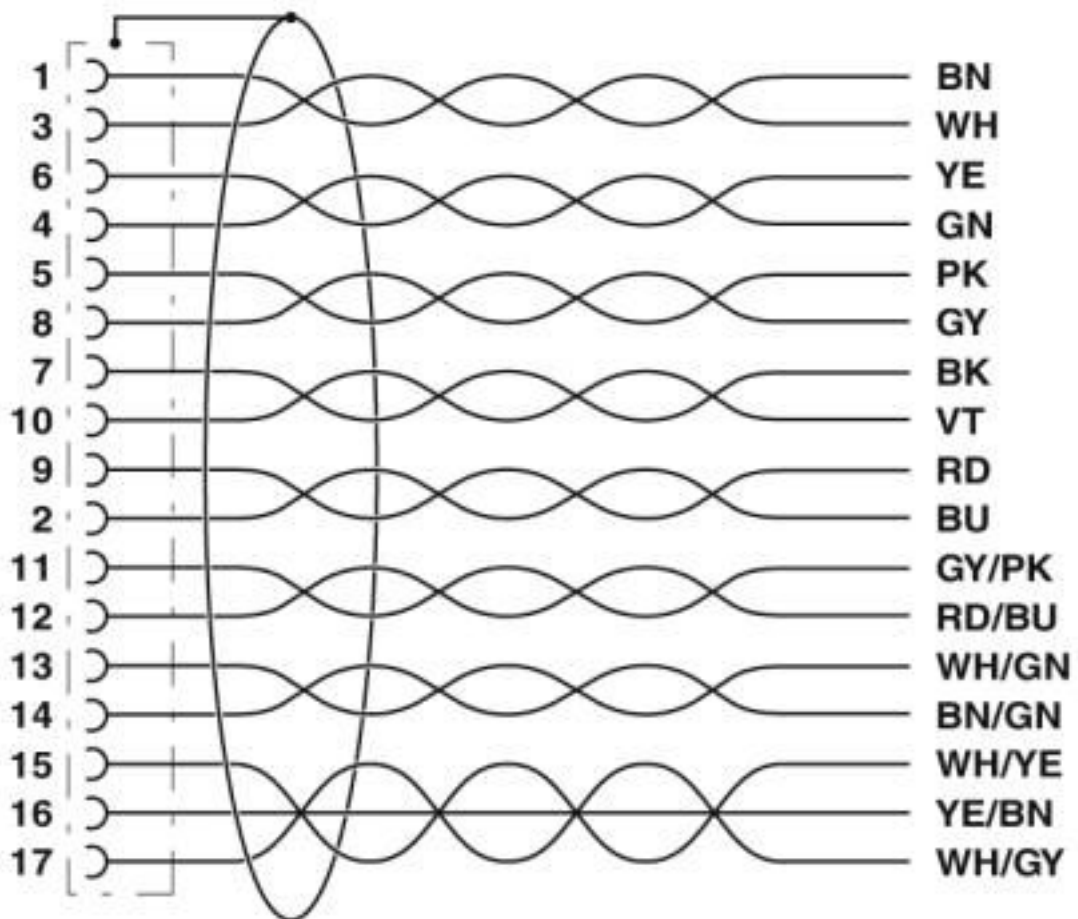 1 BN
3 WH
6 YE
4 GN
5 PK
8 GY
7 BK
10 VT
9 RD
2 BU
11 GY/PK
12 RD/BU
13 WH/GN
14 BN/GN
15 WH/YE
16 YE/BN
17 WH/GY